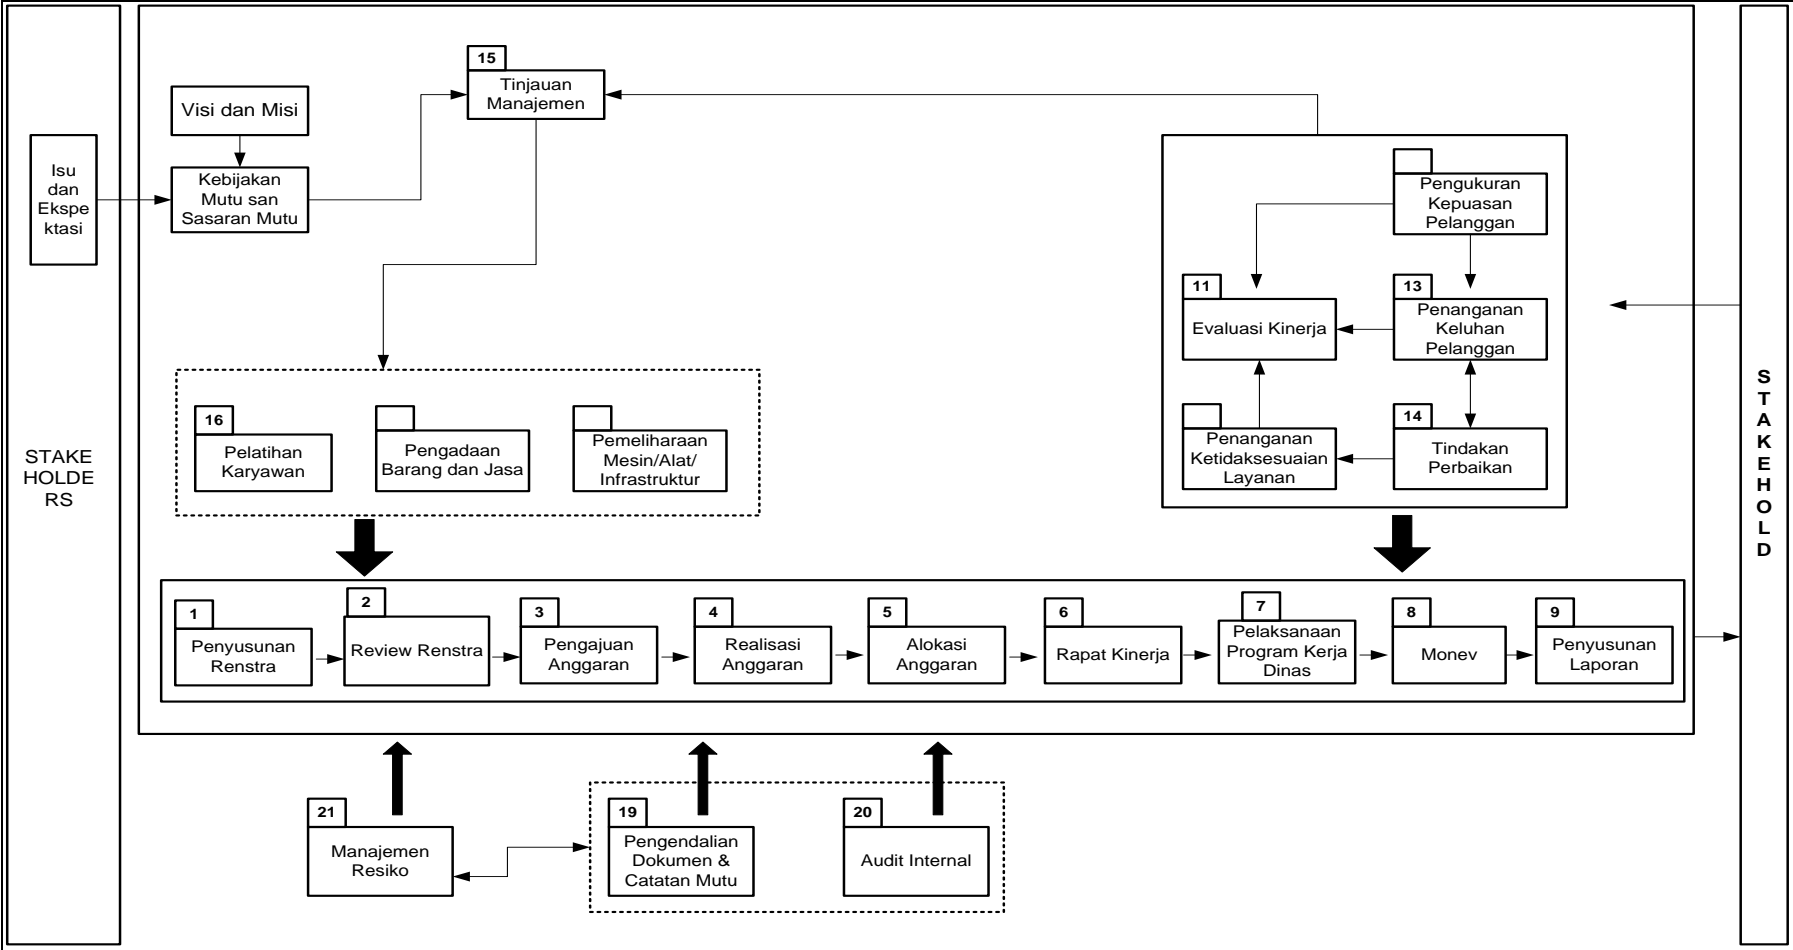 STAKE
HOLDE
RS
Isu
dan
Ekspe
ktasi
Visi dan Misi
Kebijakan
Mutu san
Sasaran Mutu
15
Tinjauan
Manajemen
Pengukuran
Kepuasan
Pelanggan
11
Evaluasi Kinerja
13
Penanganan
Keluhan
Pelanggan
Penanganan
Ketidaksesuaian
Layanan
14
Tindakan
Perbaikan
16
Pelatihan
Karyawan
Pengadaan
Barang dan Jasa
Pemeliharaan
Mesin/Alat/
Infrastruktur
1
Penyusunan
Renstra
2
Review Renstra
3
Pengajuan
Anggaran
4
Realisasi
Anggaran
5
Alokasi
Anggaran
6
Rapat Kinerja
7
Pelaksanaan
Program Kerja
Dinas
8
Monev
9
Penyusunan
Laporan
21
Manajemen
Resiko
19
Pengendalian
Dokumen &
Catatan Mutu
20
Audit Internal
S
T
A
K
E
H
O
L
D